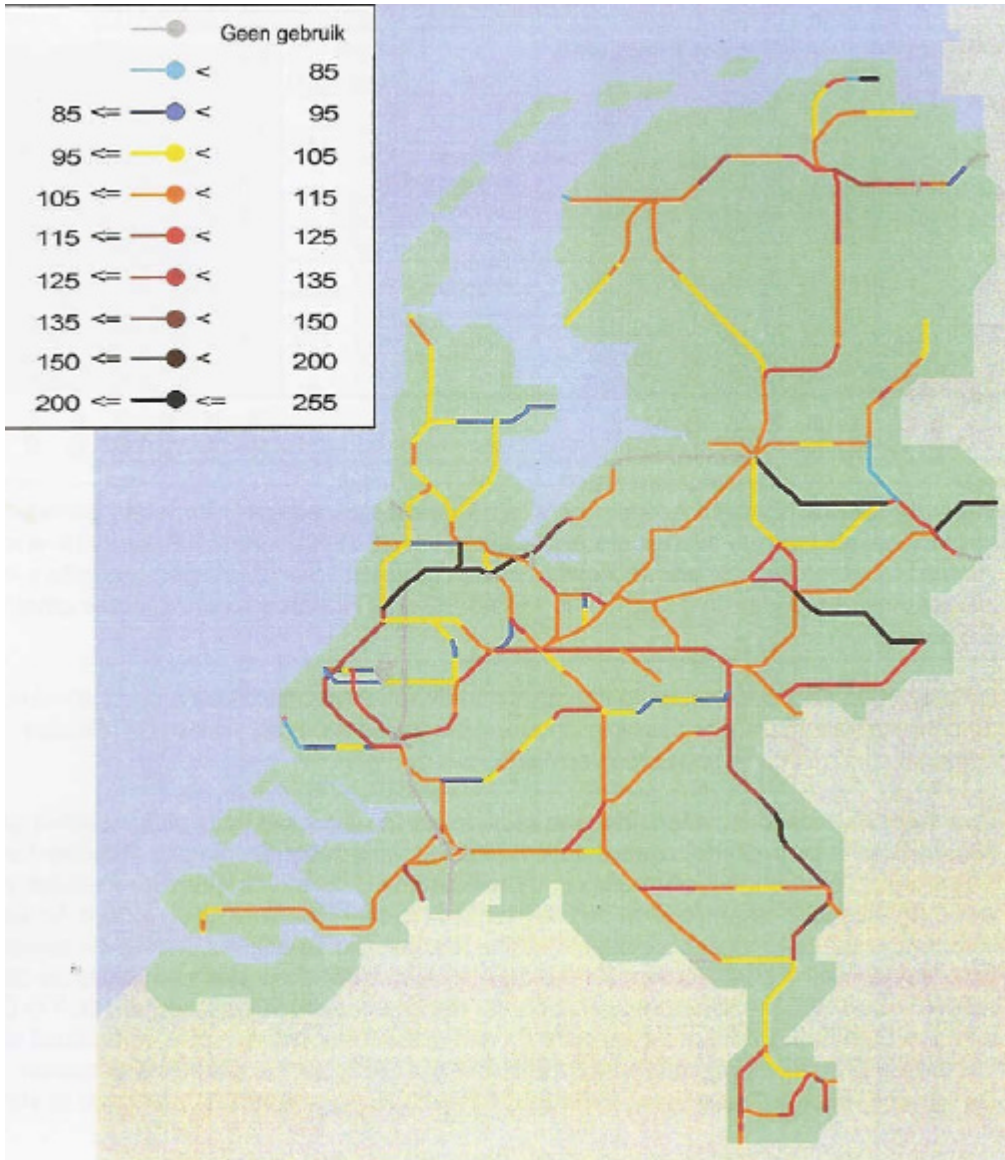 Geen gebruik
< 85
85 <= < 95
95 <= < 105
105 <= < 115
115 <= < 125
125 <= < 135
135 <= < 150
150 <= < 200
200 <= <= 255